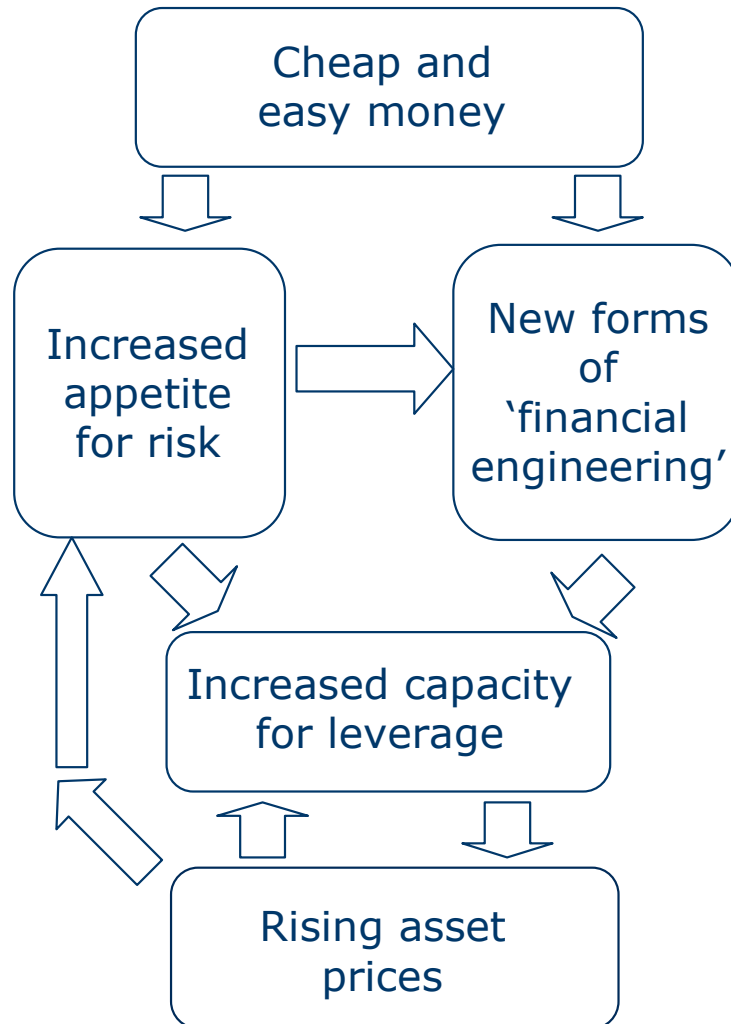 Cheap and
easy money
Increased
appetite
for risk
New forms
of
‘financial
engineering’
Increased capacity
for leverage
Rising asset
prices